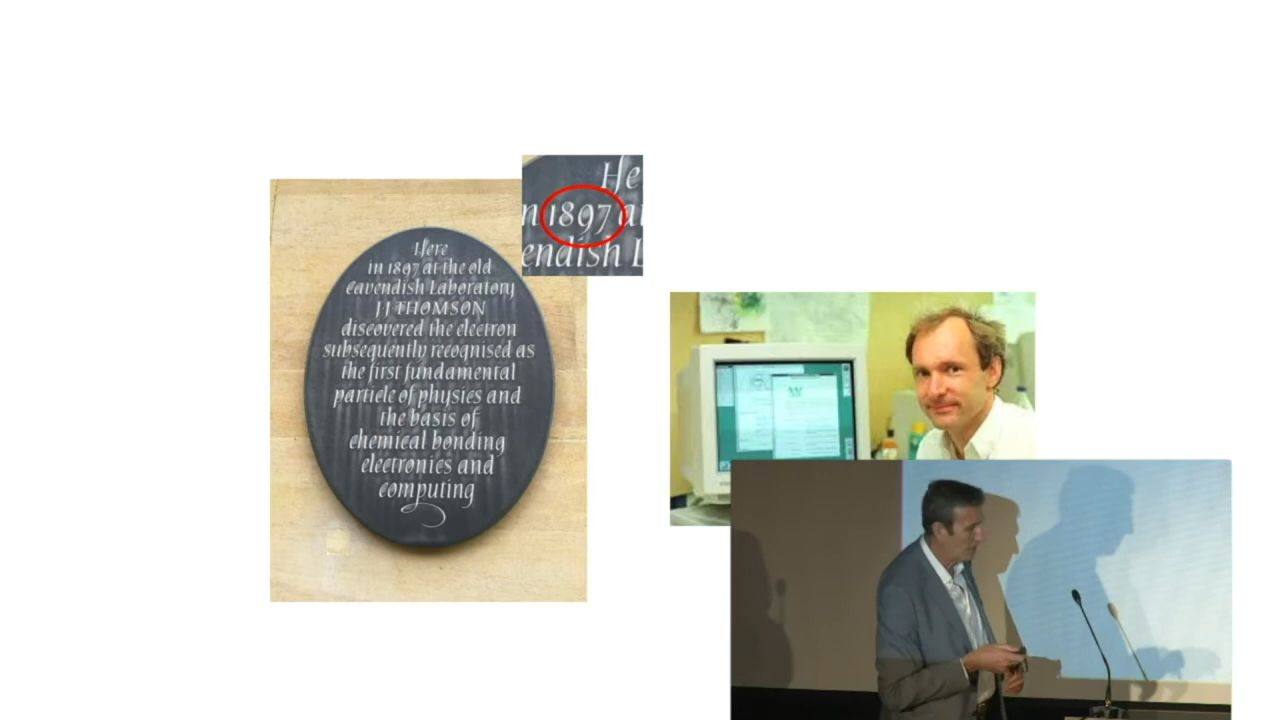 Here
in 1897 at the old
Cavendish Laboratory
J J THOMSON
discovered the electron
subsequently recognised as
the first fundamental
particle of physics and
the basis of
chemical bonding
electronics and
computing
He
n 1897 at
endish L